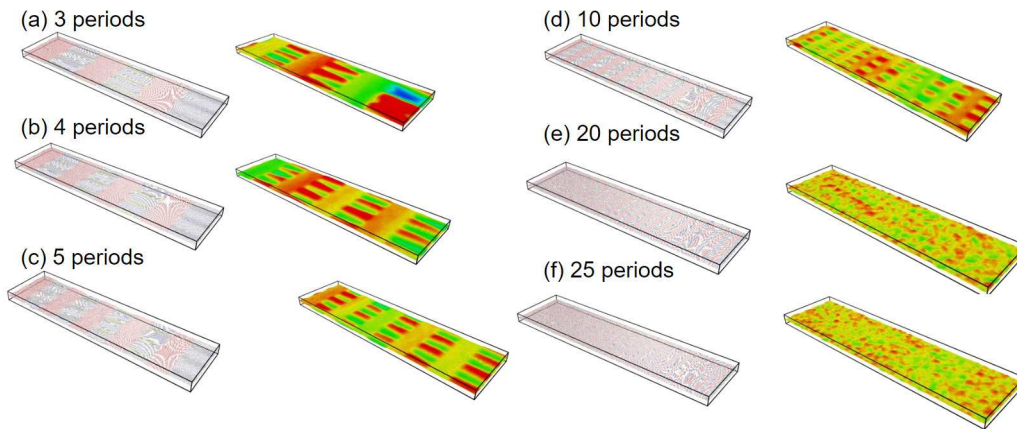 (a) 3 periods
(b) 4 periods
(c) 5 periods
(d) 10 periods
(e) 20 periods
(f) 25 periods